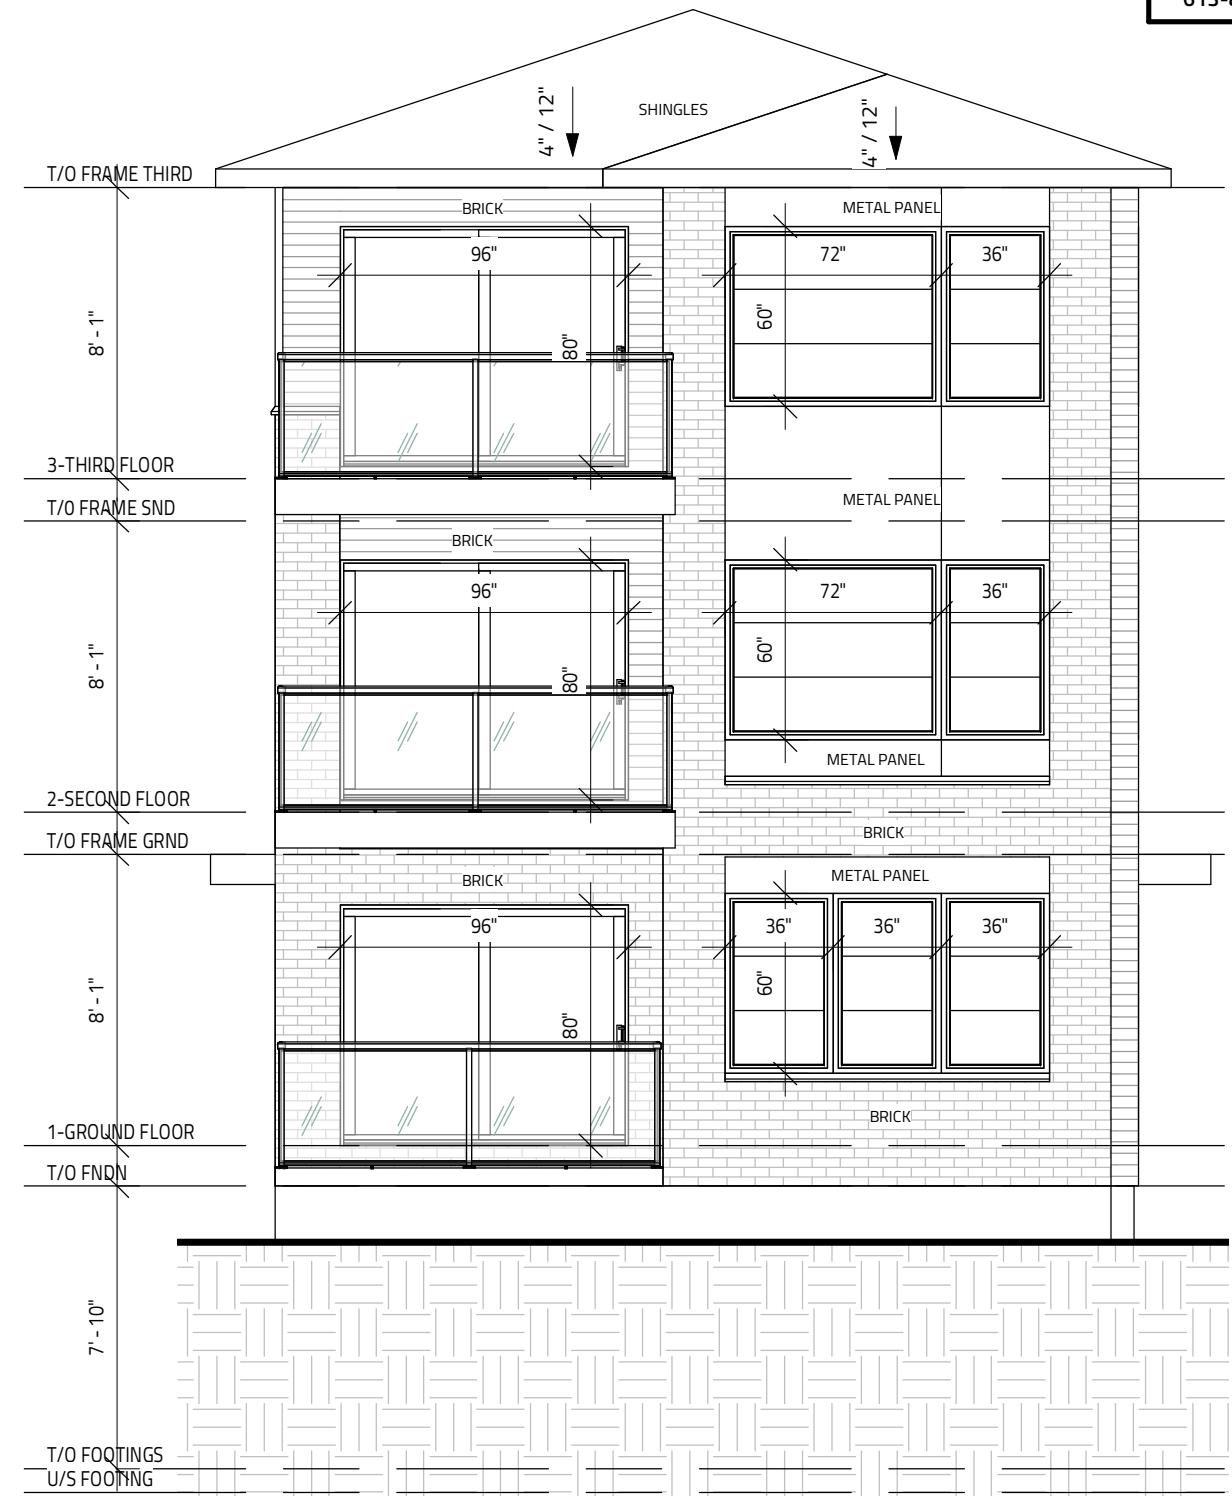 4" / 12"
SHINGLES
4" / 12"
T/O FRAME THIRD
BRICK
METAL PANEL
96"
72"
36"
8' - 1"
60"
80"
3-THIRD FLOOR
T/O FRAME SND
METAL PANEL
BRICK
96"
72"
36"
8' - 1"
60"
80"
METAL PANEL
2-SECOND FLOOR
T/O FRAME GRND
BRICK
METAL PANEL
BRICK
96"
36"
36"
36"
8' - 1"
60"
80"
BRICK
1-GROUND FLOOR
T/O FNDN
7' - 10"
T/O FOOTINGS
U/S FOOTING